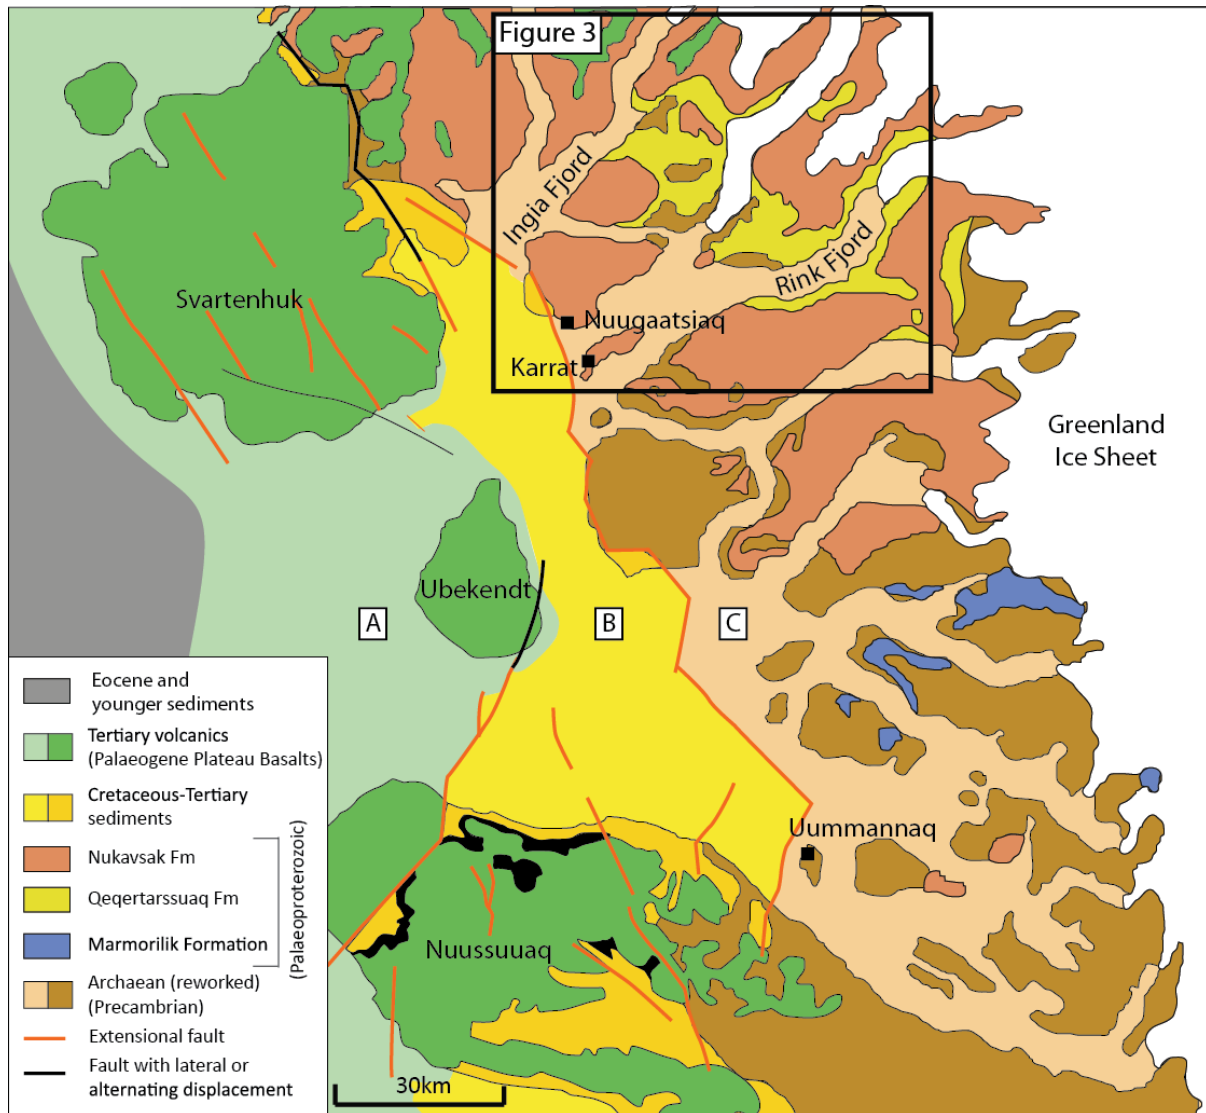 Figure 3
Ingia Fjord
Rink Fjord
Svartenhuk
Nuugaatsiaq
Karrat
Greenland
Ice Sheet
Ubekendt
A
B
C
Uummannaq
Nuussuuaq
Eocene and
younger sediments
Tertiary volcanics
(Palaeogene Plateau Basalts)
Cretaceous-Tertiary
sediments
Nukavsak Fm
Qeqertarssuaq Fm
Marmorilik Formation
(Palaeoproterozoic)
Archaean (reworked)
(Precambrian)
Extensional fault
Fault with lateral or
alternating displacement
30km